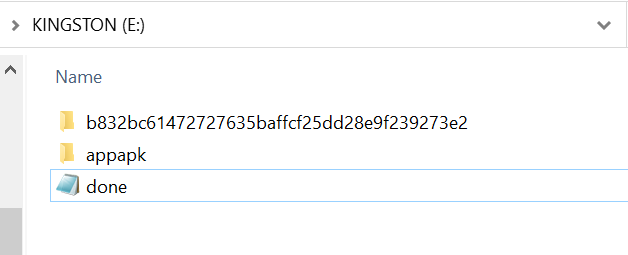 KINGSTON (E:)
Name
b832bc61472727635baffcf25dd28e9f239273e2
appapk
done